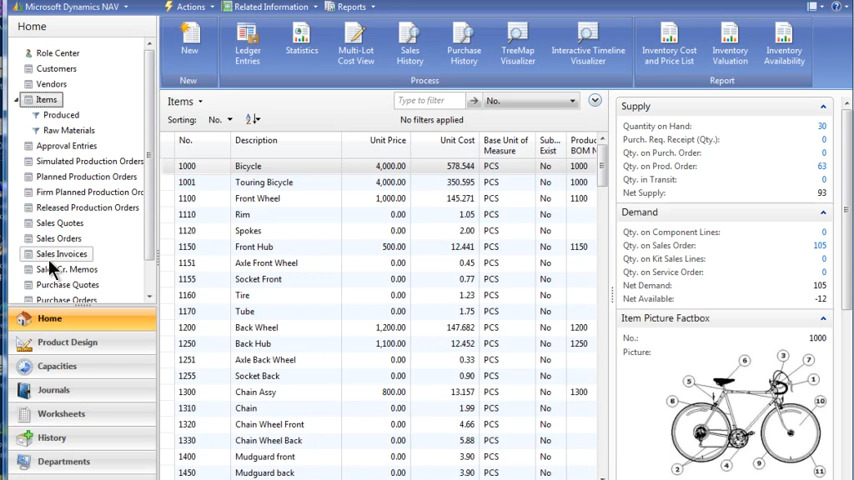 Microsoft Dynamics NAV
Actions
Related Information
Reports
Home
Role Center
Customers
Vendors
Items
Produced
Raw Materials
Approval Entries
Simulated Production Orders
Planned Production Orders
Firm Planned Production Or
Released Production Orders
Sales Quotes
Sales Orders
Sales Invoices
Sal Cr. Memos
Purchase Quotes
Purchase Orders
Home
Product Design
Capacities
Journals
Worksheets
History
Departments
New
Ledger Entries
Statistics
Multi-Lot Cost View
Sales History
Purchase History
TreeMap Visualizer
Interactive Timeline Visualizer
Inventory Cost and Price List
Inventory Valuation
Inventory Availability
New
Process
Report
Items
Type to filter
No.
Sorting: No.
No filters applied
No. Description Unit Price Unit Cost Base Unit of Measure Sub... Exist Produc BOM N
1000 Bicycle 4,000.00 578.544 PCS No 1000
1001 Touring Bicycle 4,000.00 350.595 PCS No 1000
1100 Front Wheel 1,000.00 145.271 PCS No 1100
1110 Rim 0.00 1.05 PCS No
1120 Spokes 0.00 2.00 PCS No
1150 Front Hub 500.00 12.441 PCS No 1150
1151 Axle Front Wheel 0.00 0.45 PCS No
1155 Socket Front 0.00 0.77 PCS No
1160 Tire 0.00 1.23 PCS No
1170 Tube 0.00 1.75 PCS No
1200 Back Wheel 1,200.00 147.682 PCS No 1200
1250 Back Hub 1,100.00 12.452 PCS No 1250
1251 Axle Back Wheel 0.00 0.33 PCS No
1255 Socket Back 0.00 0.90 PCS No
1300 Chain Assy 800.00 13.157 PCS No 1300
1310 Chain 0.00 1.99 PCS No
1320 Chain Wheel Front 0.00 4.66 PCS No
1330 Chain Wheel Back 0.00 5.88 PCS No
1400 Mudguard front 0.00 3.90 PCS No
1450 Mudguard back 0.00 3.90 PCS No
Supply
Quantity on Hand: 30
Purch. Req. Receipt (Qty.): 0
Qty. on Purch. Order: 0
Qty. on Prod. Order: 63
Qty. in Transit: 0
Net Supply: 93
Demand
Qty. on Component Lines: 0
Qty. on Sales Order: 105
Qty. on Kit Sales Lines: 0
Qty. on Service Order: 0
Net Demand: 105
Net Available: -12
Item Picture Factbox
No.: 1000
Picture:
3
6
7
5
1
8
10
2
4
9
11